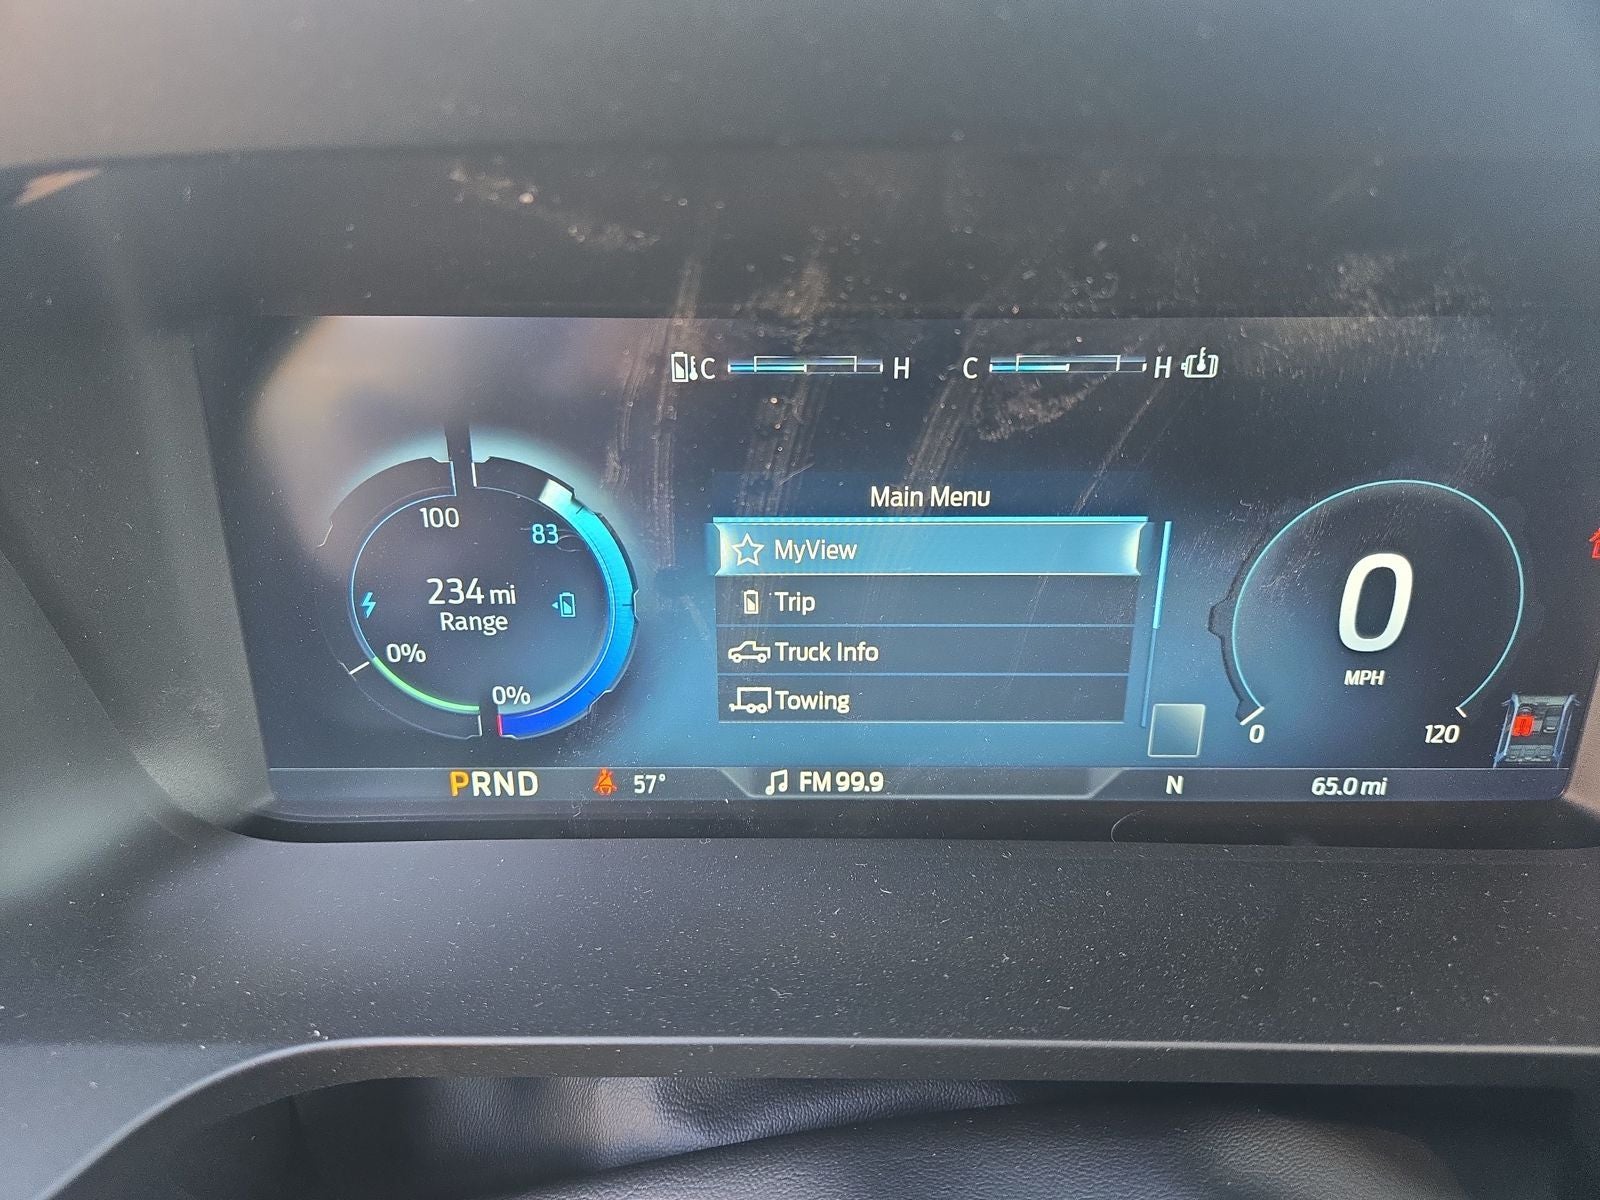 C H C H
Main Menu
100
83
MyView
234 mi
Range
Trip
0
0%
Truck Info
MPH
0%
Towing
0
120
PRND
57°
FM 99.9
N
65.0 mi